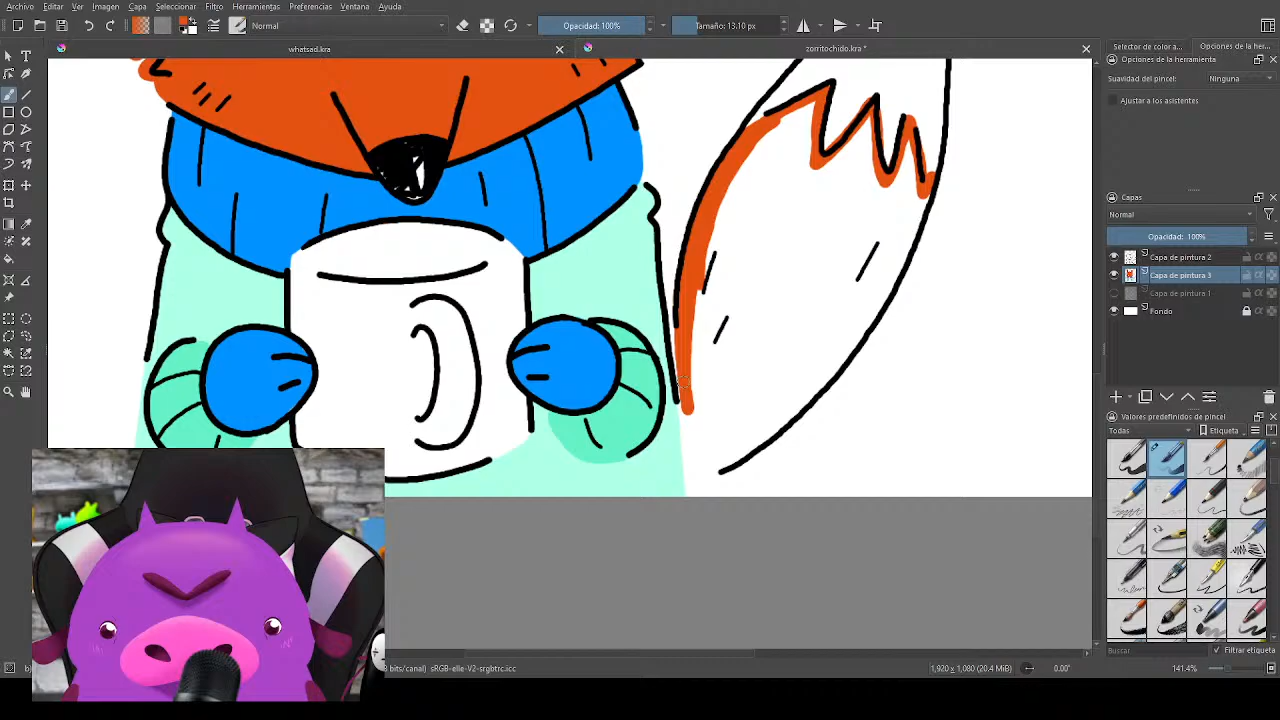 Archivo Editar Ver Imagen Capa Seleccionar Filtro Herramientas Preferencias Ventana Ayuda
Normal Opacidad: 100% Tamaño: 13.10 px
whatsad.kra zorritochido.kra *
Selector de color a... Opciones de la herr...
Opciones de la herramienta
Suavidad del pincel: Ninguna
Ajustar a los asistentes
Capas
Normal
Opacidad: 100%
Capa de pintura 2
Capa de pintura 3
Capa de pintura 1
Fondo
Valores predefinidos de pincel
Todas Etiqueta
Buscar Filtrar etiqueta
bits/canal) sRGB-elle-V2-srgbtrc.icc 1,920 x 1,080 (20.4 MiB) 0.00° 141.4%